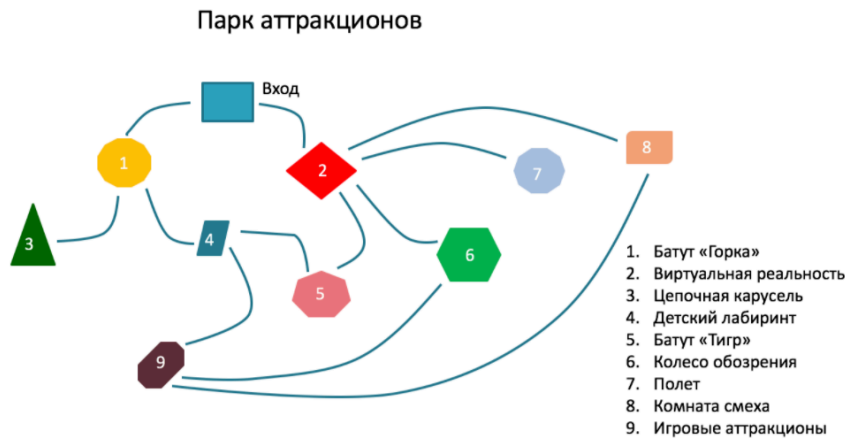 Парк аттракционов
Вход
1
2
8
7
3
4
6
5
9
1. Батут «Горка»
2. Виртуальная реальность
3. Цепочная карусель
4. Детский лабиринт
5. Батут «Тигр»
6. Колесо обозрения
7. Полет
8. Комната смеха
9. Игровые аттракционы